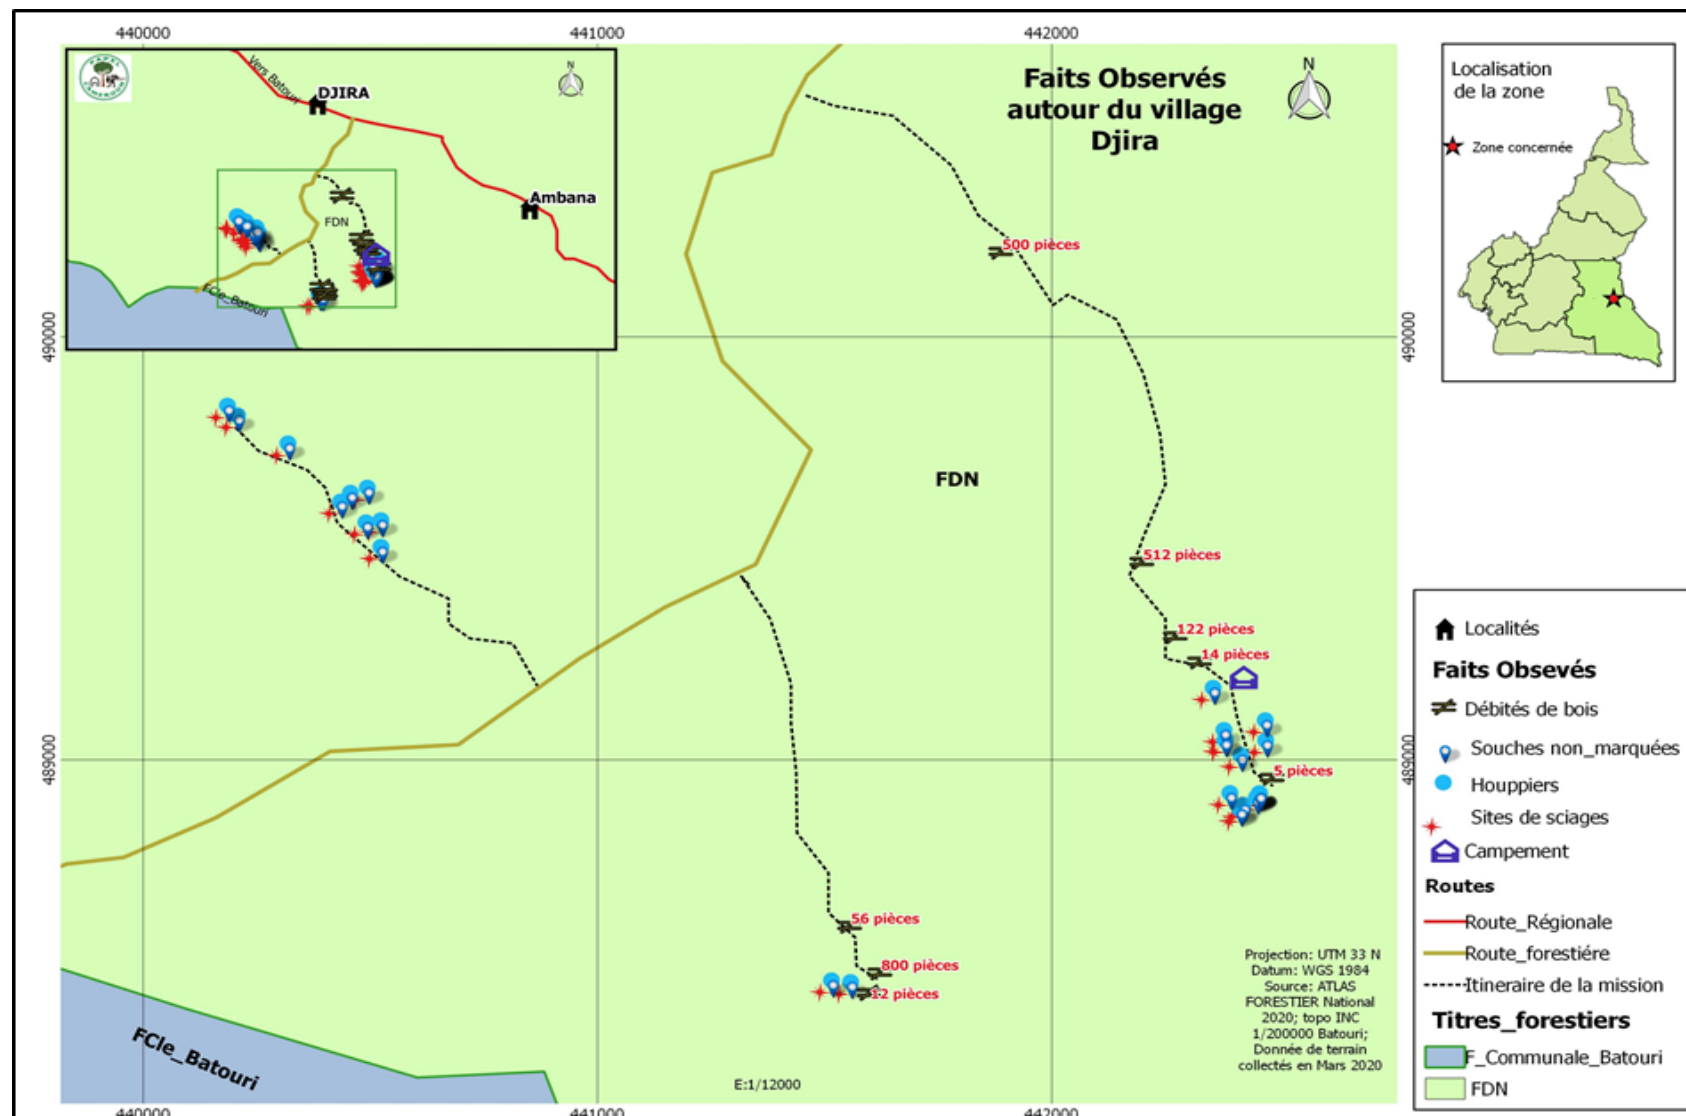 440000
441000
442000
Faits Observés
autour du village
Djira
N
Vers Batouri
DJIRA
N
Ambana
FDN
FCle_Batouri
490000
490000
500 pièces
FDN
512 pièces
122 pièces
14 pièces
489000
489000
5 pièces
56 pièces
800 pièces
12 pièces
FCle_Batouri
E:1/12000
Projection: UTM 33 N
Datum: WGS 1984
Source: ATLAS
FORESTIER National
2020; topo INC
1/200000 Batouri;
Donnée de terrain
collectés en Mars 2020
440000
441000
442000
Localisation
de la zone
Zone concernée
Localités
Faits Obsevés
Débités de bois
Souches non_marquées
Houppiers
Sites de sciages
Campement
Routes
Route_Régionale
Route_forestiére
Itineraire de la mission
Titres_forestiers
F_Communale_Batouri
FDN